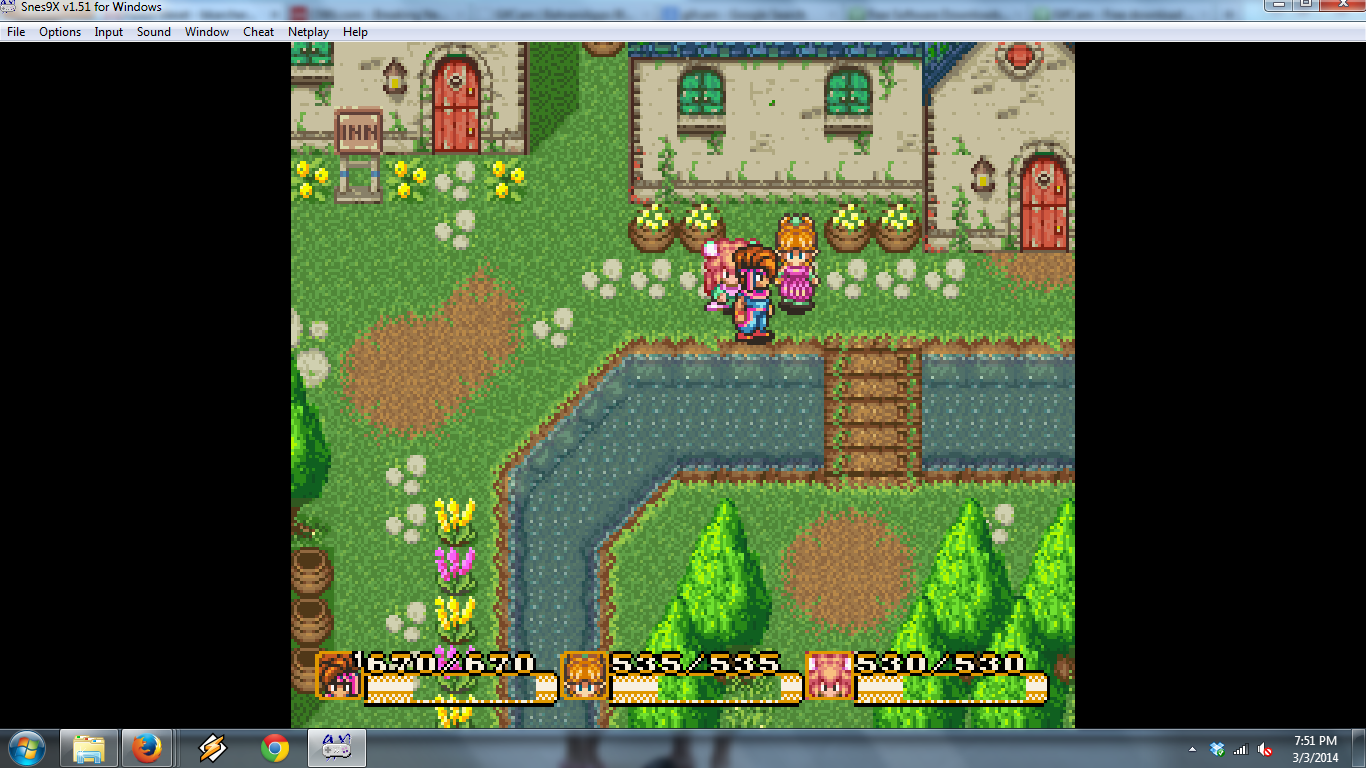 Snes9X v1.51 for Windows
File Options Input Sound Window Cheat Netplay Help
INN
670/670 535/535 530/530
7:51 PM
3/3/2014